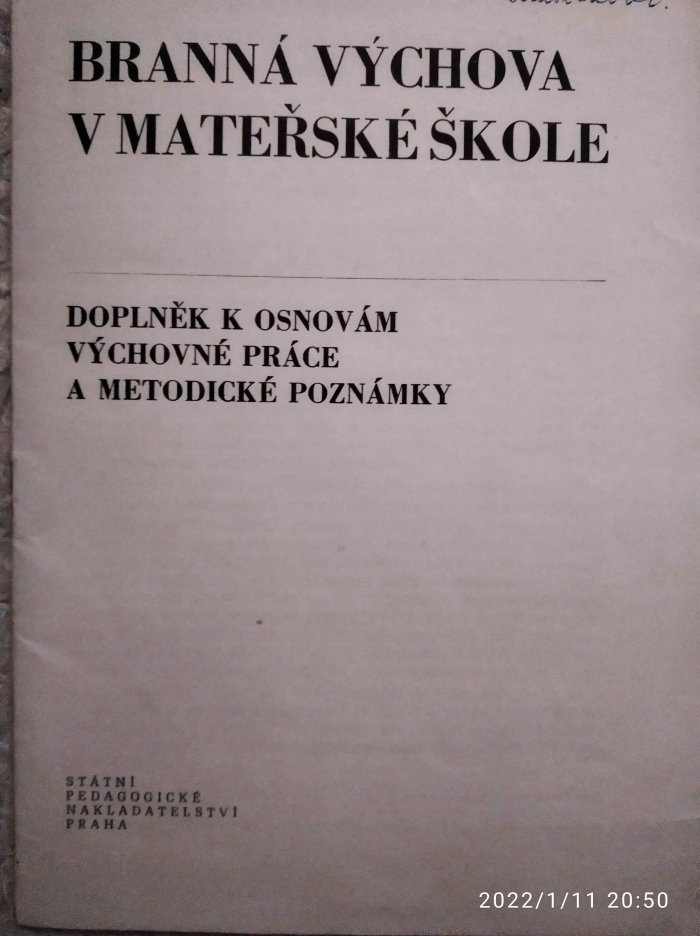 BRANNÁ VÝCHOVA
V MATEŘSKÉ ŠKOLE
DOPLNĚK K OSNOVÁM
VÝCHOVNÉ PRÁCE
A METODICKÉ POZNÁMKY
STÁTNÍ
PEDAGOGICKÉ
NAKLADATELSTVÍ
PRAHA
2022/1/11 20:50